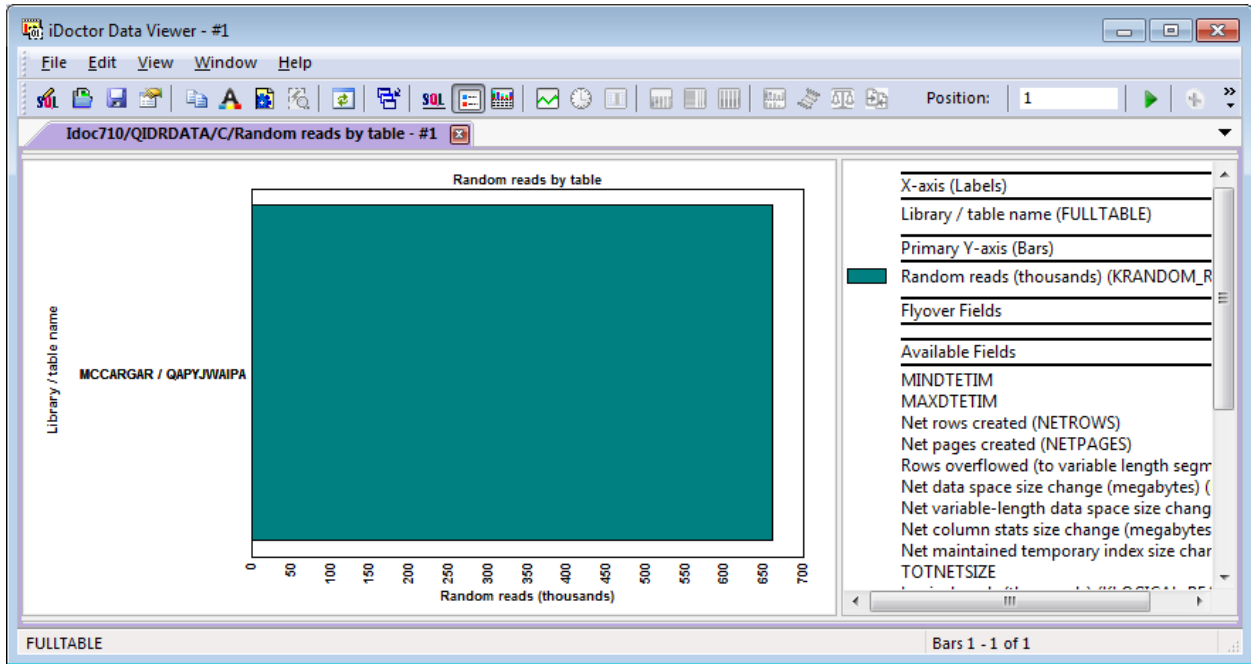 iDoctor Data Viewer - #1
File Edit View Window Help
SQL SQL Position: 1 »
Idoc710/QIDRDATA/C/Random reads by table - #1
Random reads by table
Library / table name
MCCARGAR / QAPYJWAIPA
0 50 100 150 200 250 300 350 400 450 500 550 600 650 700
Random reads (thousands)
X-axis (Labels)
Library / table name (FULLTABLE)
Primary Y-axis (Bars)
Random reads (thousands) (KRANDOM_R
Flyover Fields
Available Fields
MINDTETIM
MAXDTETIM
Net rows created (NETROWS)
Net pages created (NETPAGES)
Rows overflowed (to variable length segm
Net data space size change (megabytes) (
Net variable-length data space size chang
Net column stats size change (megabytes
Net maintained temporary index size char
TOTNETSIZE
FULLTABLE
Bars 1 - 1 of 1